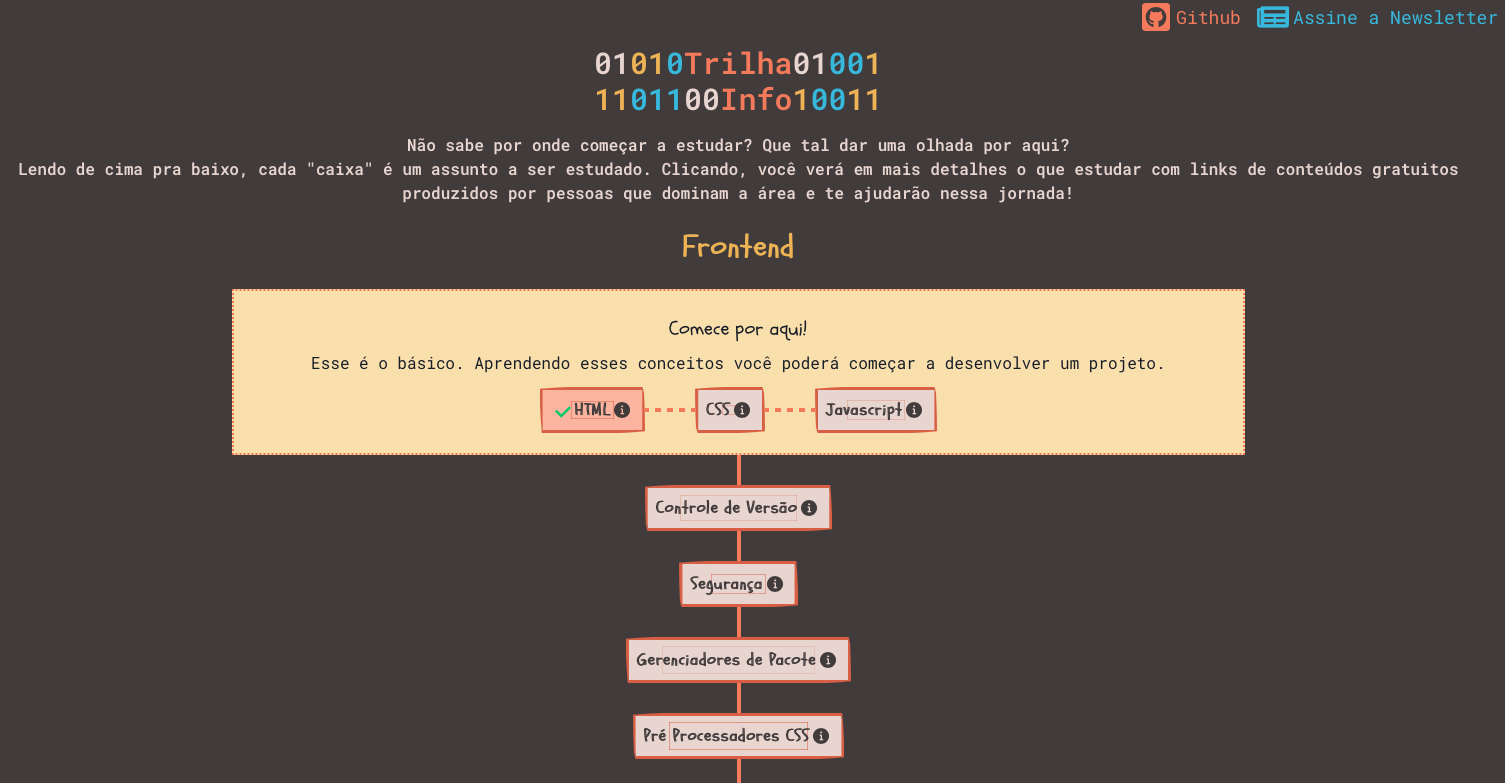 Github Assine a Newsletter
01010Trilha01001
1101100Info10011
Não sabe por onde começar a estudar? Que tal dar uma olhada por aqui?
Lendo de cima pra baixo, cada "caixa" é um assunto a ser estudado. Clicando, você verá em mais detalhes o que estudar com links de conteúdos gratuitos
produzidos por pessoas que dominam a área e te ajudarão nessa jornada!
Frontend
Comece por aqui!
Esse é o básico. Aprendendo esses conceitos você poderá começar a desenvolver um projeto.
HTML CSS Javascript
Controle de Versão
Segurança
Gerenciadores de Pacote
Pré Processadores CSS